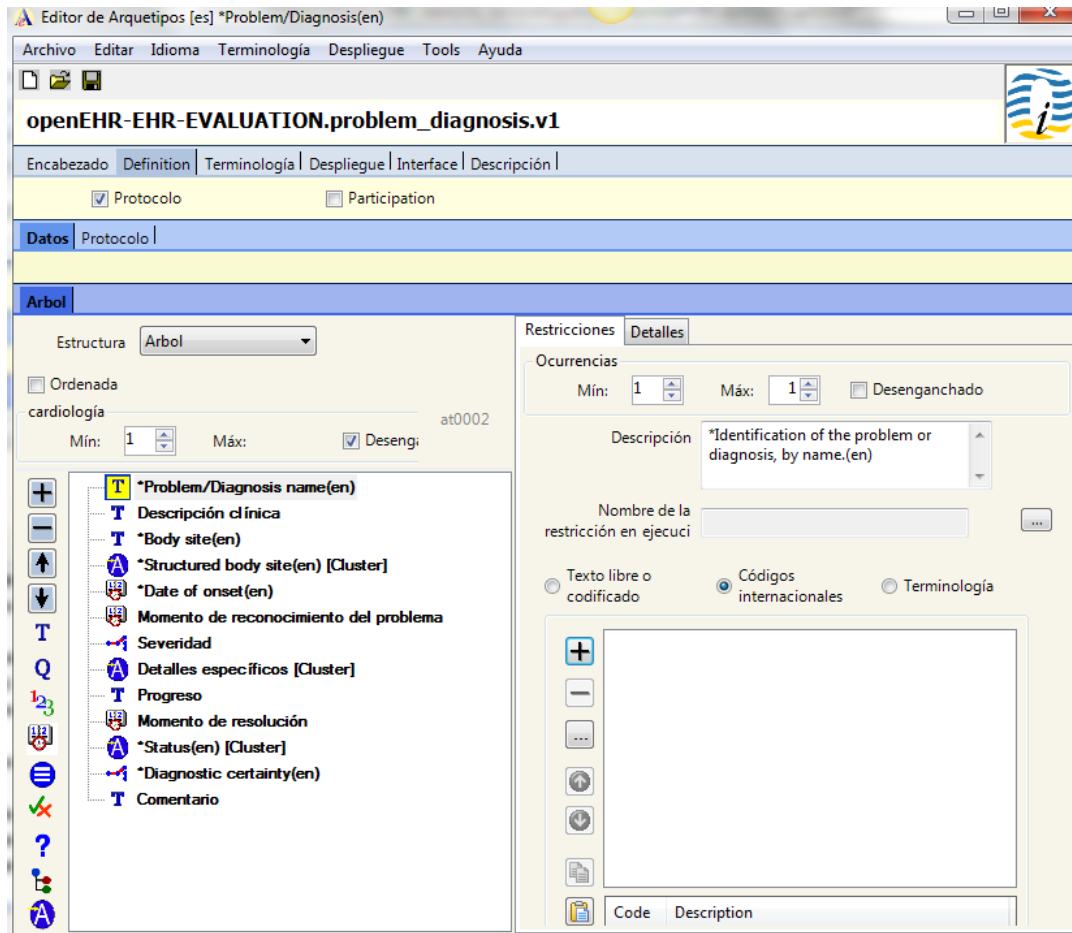 Editor de Arquetipos [es] *Problem/Diagnosis(en)
Archivo Editar Idioma Terminología Despliegue Tools Ayuda
openEHR-EHR-EVALUATION.problem_diagnosis.v1
Encabezado Definition Terminología Despliegue Interface Descripción
Protocolo Participation
Datos Protocolo
Arbol
Estructura Arbol
Ordenada
cardiología
at0002
Mín: 1 Máx: Desenga
*Problem/Diagnosis name(en)
Descripción clínica
*Body site(en)
*Structured body site(en) [Cluster]
*Date of onset(en)
Momento de reconocimiento del problema
Severidad
Detalles específicos [Cluster]
Progreso
Momento de resolución
*Status(en) [Cluster]
*Diagnostic certainty(en)
Comentario
Restricciones Detalles
Ocurrencias
Mín: 1 Máx: 1 Desenganchado
Descripción
*Identification of the problem or
diagnosis, by name.(en)
Nombre de la
restricción en ejecuci
...
Texto libre o
codificado
Códigos
internacionales
Terminología
...
Code Description